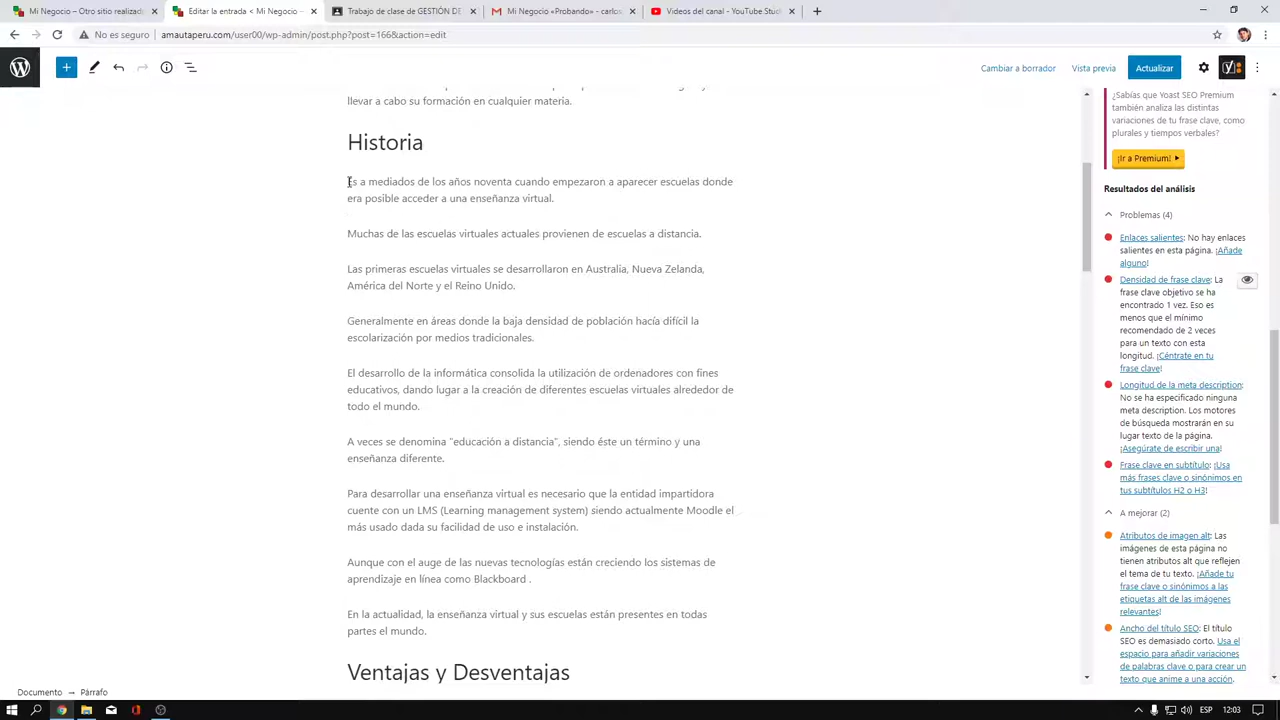 Mi Negocio – Otro sitio realizado
Editar la entrada < Mi Negocio –
Trabajo de clase de GESTIÓN DE
Mi Negocio «Probando» - carlos
Videos del canal - YouTube Studi
No es seguro
amautaperu.com/user00/wp-admin/post.php?post=166&action=edit
Cambiar a borrador
Vista previa
Actualizar
llevar a cabo su formación en cualquier materia.
Historia
Es a mediados de los años noventa cuando empezaron a aparecer escuelas donde
era posible acceder a una enseñanza virtual.
Muchas de las escuelas virtuales actuales provienen de escuelas a distancia.
Las primeras escuelas virtuales se desarrollaron en Australia, Nueva Zelanda,
América del Norte y el Reino Unido.
Generalmente en áreas donde la baja densidad de población hacía difícil la
escolarización por medios tradicionales.
El desarrollo de la informática consolida la utilización de ordenadores con fines
educativos, dando lugar a la creación de diferentes escuelas virtuales alrededor de
todo el mundo.
A veces se denomina "educación a distancia", siendo éste un término y una
enseñanza diferente.
Para desarrollar una enseñanza virtual es necesario que la entidad impartidora
cuente con un LMS (Learning management system) siendo actualmente Moodle el
más usado dada su facilidad de uso e instalación.
Aunque con el auge de las nuevas tecnologías están creciendo los sistemas de
aprendizaje en línea como Blackboard .
En la actualidad, la enseñanza virtual y sus escuelas están presentes en todas
partes el mundo.
Ventajas y Desventajas
¿Sabías que Yoast SEO Premium
también analiza las distintas
variaciones de tu frase clave, como
plurales y tiempos verbales?
¡Ir a Premium!
Resultados del análisis
Problemas (4)
Enlaces salientes: No hay enlaces
salientes en esta página. ¡Añade
alguno!
Densidad de frase clave: La
frase clave objetivo se ha
encontrado 1 vez. Eso es
menos que el mínimo
recomendado de 2 veces
para un texto con esta
longitud. ¡Céntrate en tu
frase clave!
Longitud de la meta description:
No se ha especificado ninguna
meta description. Los motores
de búsqueda mostrarán en su
lugar texto de la página.
¡Asegúrate de escribir una!
Frase clave en subtítulo: ¡Usa
más frases clave o sinónimos en
tus subtítulos H2 o H3!
A mejorar (2)
Atributos de imagen alt: Las
imágenes de esta página no
tienen atributos alt que reflejen
el tema de tu texto. ¡Añade tu
frase clave o sinónimos a las
etiquetas alt de las imágenes
relevantes!
Ancho del título SEO: El título
SEO es demasiado corto. Usa el
espacio para añadir variaciones
de palabras clave o para crear un
texto que anime a una acción.
Documento → Párrafo
ESP
12:03